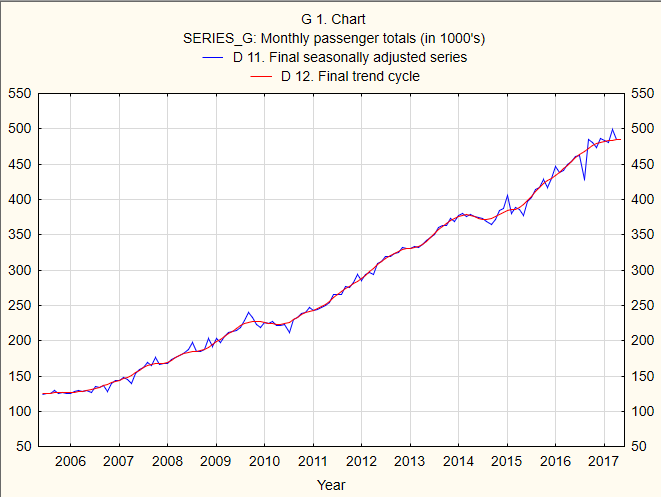 G 1. Chart
SERIES_G: Monthly passenger totals (in 1000's)
D 11. Final seasonally adjusted series
D 12. Final trend cycle
550 550
500 500
450 450
400 400
350 350
300 300
250 250
200 200
150 150
100 100
50 50
2006 2007 2008 2009 2010 2011 2012 2013 2014 2015 2016 2017
Year